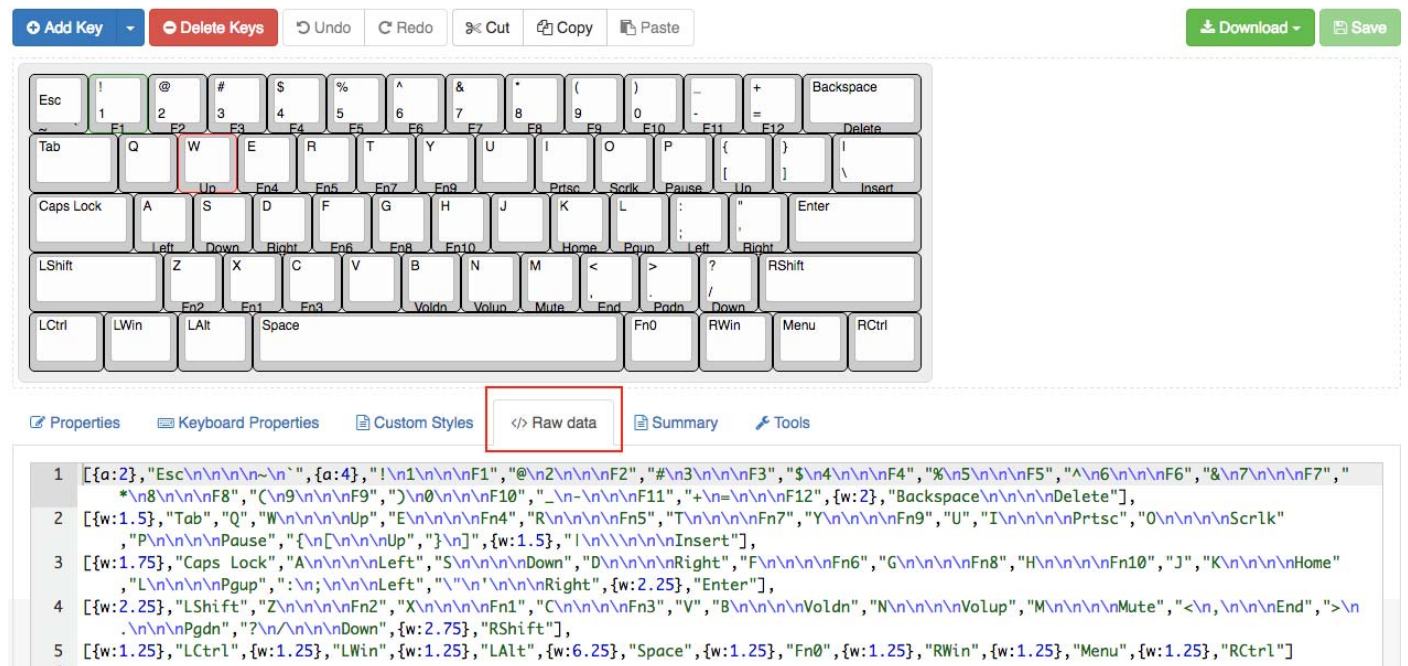 Add Key
Delete Keys
Undo
Redo
Cut
Copy
Paste
Download
Save
! @ # $ % ^ & * ( ) _ + Backspace
Esc
1 2 3 4 5 6 7 8 9 0 - =
~ ` F1 F2 F3 F4 F5 F6 F7 F8 F9 F10 F11 F12 Delete
Tab Q W E R T Y U I O P { } |
[ ] \
Up Fn4 Fn5 Fn7 Fn9 Prtsc Scrlk Pause Up Insert
Caps Lock A S D F G H J K L : " Enter
; '
Left Down Right Fn6 Fn8 Fn10 Home Pgup Left Right
LShift Z X C V B N M < > ? RShift
, . /
Fn2 Fn1 Fn3 Voldn Volup Mute End Pgdn Down
LCtrl LWin LAlt Space Fn0 RWin Menu RCtrl
Properties
Keyboard Properties
Custom Styles
</> Raw data
Summary
Tools
1 [{a:2},"Esc\n\n\n\n~\n`",{a:4},"!\n1\n\n\nF1","@\n2\n\n\nF2","#\n3\n\n\nF3","$\n4\n\n\nF4","%\n5\n\n\nF5","^\n6\n\n\nF6","&\n7\n\n\nF7","
*\n8\n\n\nF8","(\n9\n\n\nF9",")\n0\n\n\nF10","_\n-\n\n\nF11","+\n=\n\n\nF12",{w:2},"Backspace\n\n\n\nDelete"],
2 [{w:1.5},"Tab","Q","W\n\n\n\nUp","E\n\n\n\nFn4","R\n\n\n\nFn5","T\n\n\n\nFn7","Y\n\n\n\nFn9","U","I\n\n\n\nPrtsc","O\n\n\n\nScrlk"
,"P\n\n\n\nPause","{\n[\n\n\nUp","}\n]",{w:1.5},"|\n\\\n\n\nInsert"],
3 [{w:1.75},"Caps Lock","A\n\n\n\nLeft","S\n\n\n\nDown","D\n\n\n\nRight","F\n\n\n\nFn6","G\n\n\n\nFn8","H\n\n\n\nFn10","J","K\n\n\n\nHome"
,"L\n\n\n\nPgup",":\n;\n\n\nLeft","\"\n'\n\n\nRight",{w:2.25},"Enter"],
4 [{w:2.25},"LShift","Z\n\n\n\nFn2","X\n\n\n\nFn1","C\n\n\n\nFn3","V","B\n\n\n\nVoldn","N\n\n\n\nVolup","M\n\n\n\nMute","<\n,\n\n\nEnd",">\n
.\n\n\nPgdn","?\n/\n\n\nDown",{w:2.75},"RShift"],
5 [{w:1.25},"LCtrl",{w:1.25},"LWin",{w:1.25},"LAlt",{w:6.25},"Space",{w:1.25},"Fn0",{w:1.25},"RWin",{w:1.25},"Menu",{w:1.25},"RCtrl"]